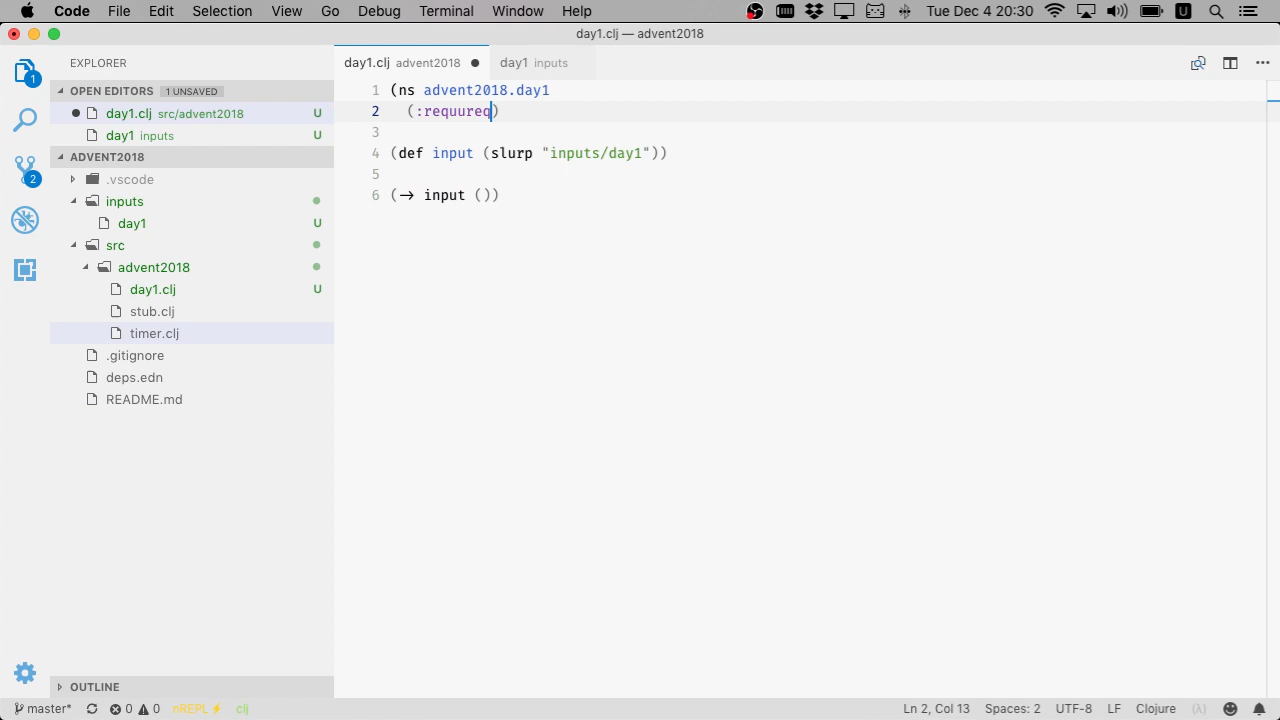 Code File Edit Selection View Go Debug Terminal Window Help Tue Dec 4 20:30
day1.clj — advent2018
EXPLORER
OPEN EDITORS 1 UNSAVED
day1.clj src/advent2018 U
day1 inputs U
ADVENT2018
.vscode
inputs
day1 U
src
advent2018
day1.clj U
stub.clj
timer.clj
.gitignore
deps.edn
README.md
OUTLINE
1
2
day1.clj advent2018
day1 inputs
1 (ns advent2018.day1
2 (:requureq)
3
4 (def input (slurp "inputs/day1"))
5
6 (→ input ())
master* 0 0 nREPL⚡ clj
Ln 2, Col 13 Spaces: 2 UTF-8 LF Clojure (λ)